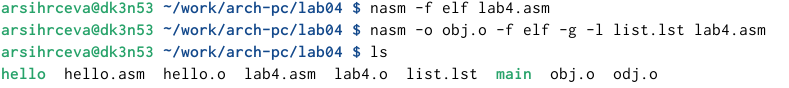 arsihrceva@dk3n53 ~/work/arch-pc/lab04 $ nasm -f elf lab4.asm
arsihrceva@dk3n53 ~/work/arch-pc/lab04 $ nasm -o obj.o -f elf -g -l list.lst lab4.asm
arsihrceva@dk3n53 ~/work/arch-pc/lab04 $ ls
hello  hello.asm  hello.o  lab4.asm  lab4.o  list.lst  main  obj.o  odj.o